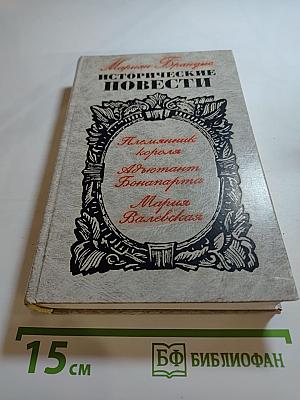 Мариан Брандыс
ИСТОРИЧЕСКИЕ
ПОВЕСТИ
Племянник
короля
Адъютант
Бонапарта
Мария
Валевская
15 см
БФ БИБЛИОФАН